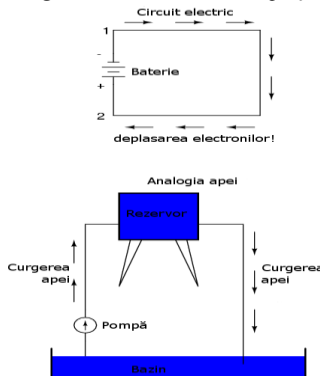 Circuit electric
1
-
Baterie
+
2
deplasarea electronilor!
Analogia apei
Rezervor
Curgerea
apei
Curgerea
apei
Pompă
Bazin